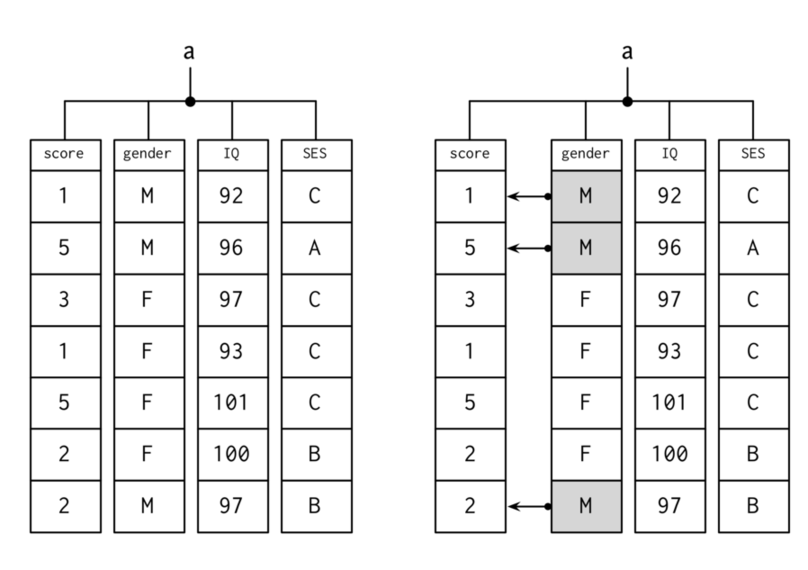 a a
score gender IQ SES score gender IQ SES
1 M 92 C 1 M 92 C
5 M 96 A 5 M 96 A
3 F 97 C 3 F 97 C
1 F 93 C 1 F 93 C
5 F 101 C 5 F 101 C
2 F 100 B 2 F 100 B
2 M 97 B 2 M 97 B